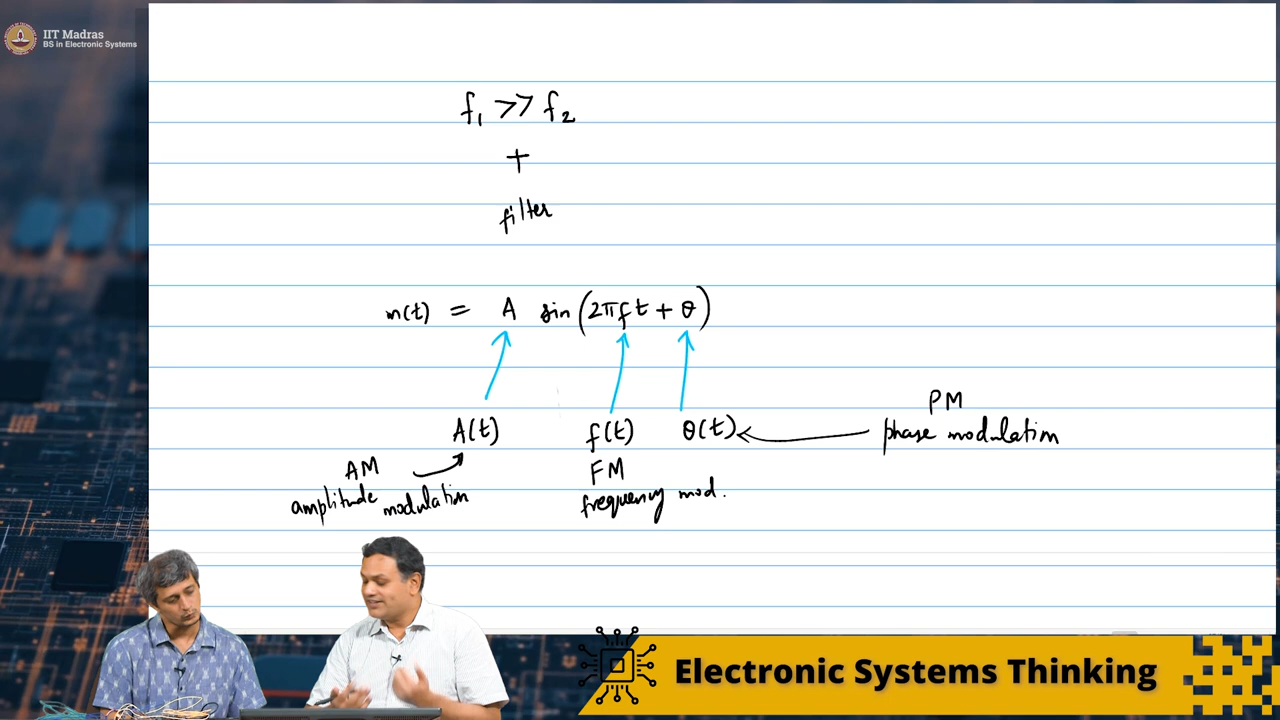 IIT Madras
BS in Electronic Systems
f₁ >> f₂
+
filter
m(t) = A sin(2πft + θ)
A(t) f(t) θ(t)
PM
phase modulation
AM
amplitude modulation
FM
frequency mod.
Electronic Systems Thinking